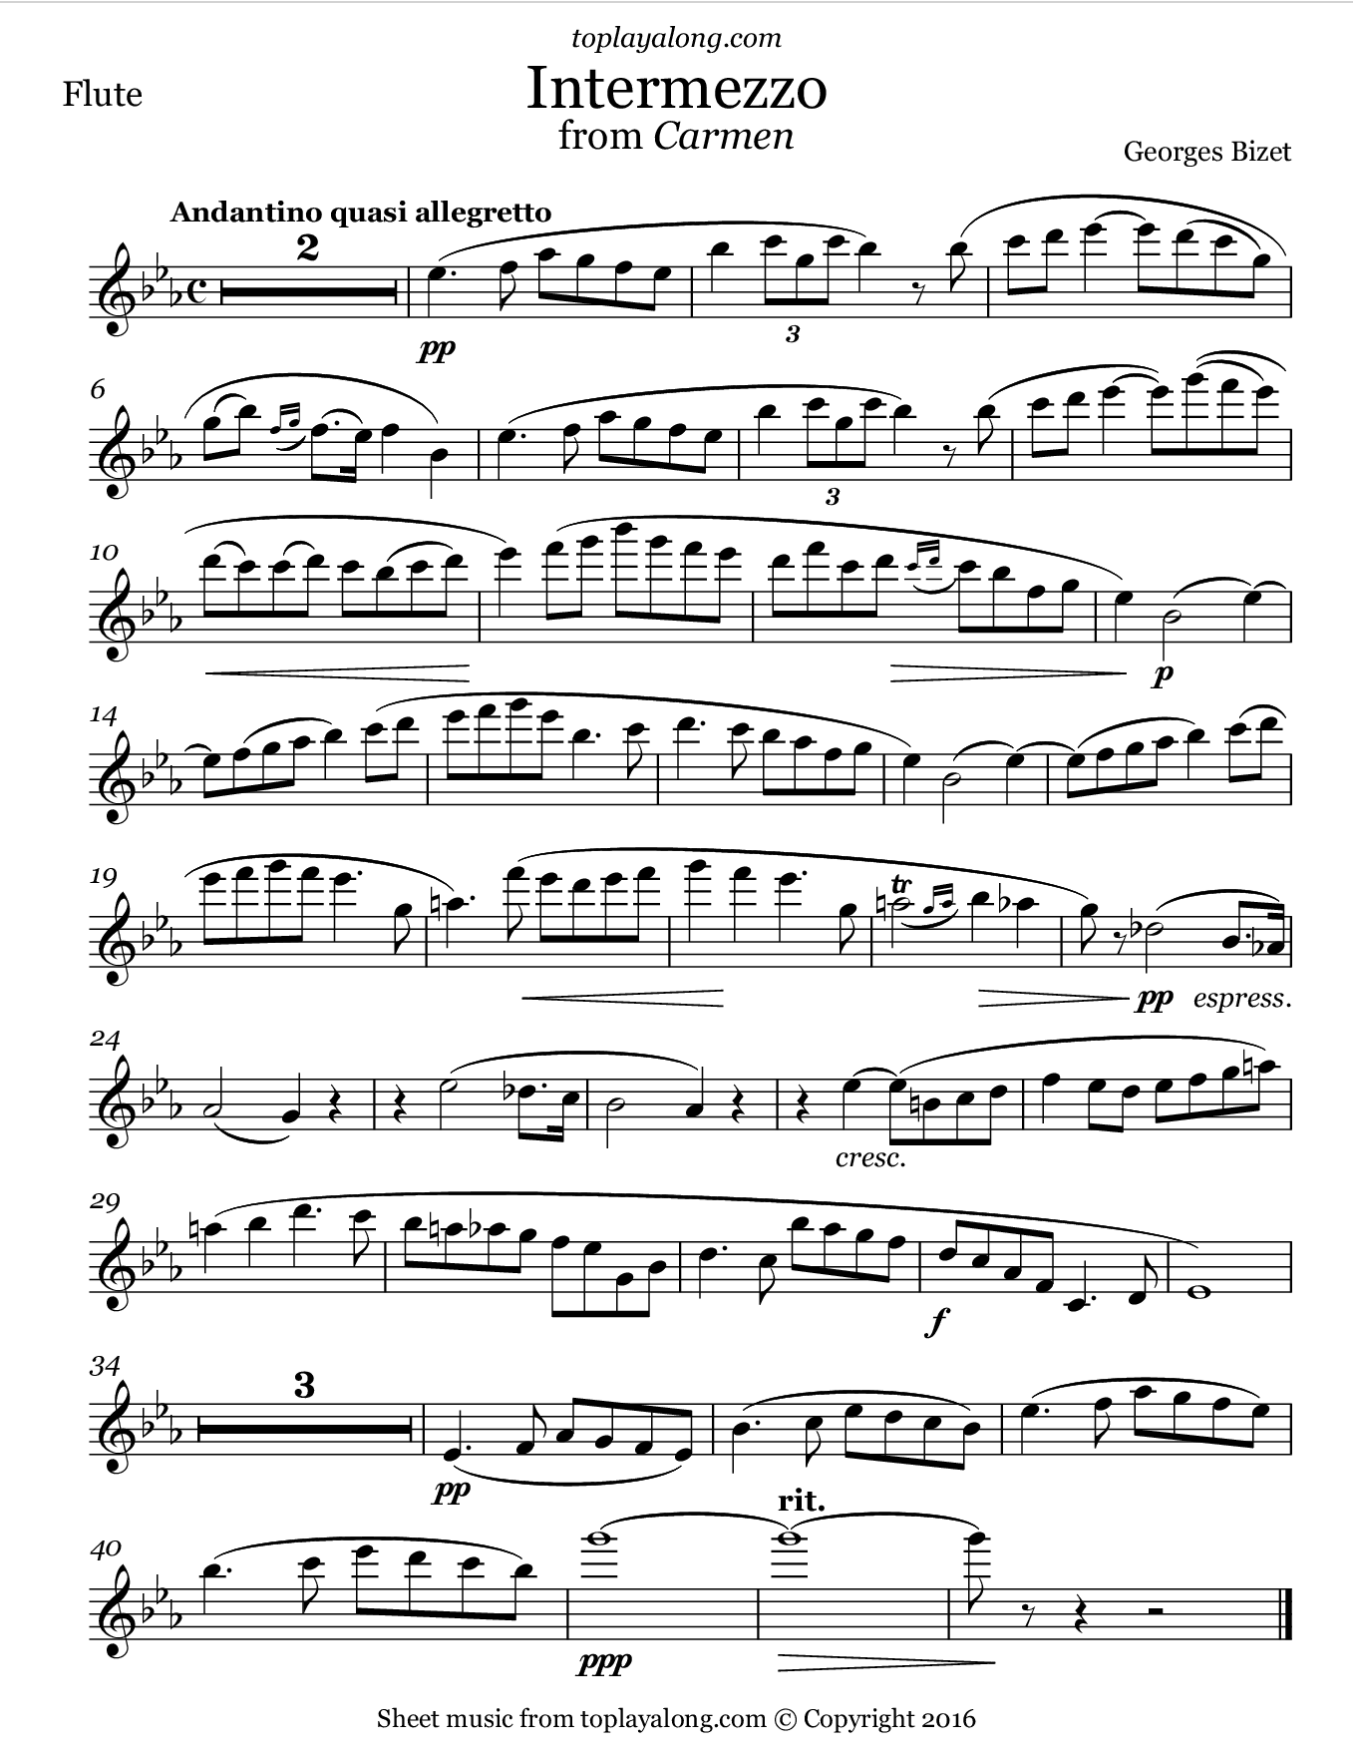 toplayalong.com
Flute
Intermezzo
from Carmen
Georges Bizet
Andantino quasi allegretto
2
pp
3
6
3
10
p
14
19
tr
pp espress.
24
cresc.
29
f
34
3
pp
rit.
40
ppp
Sheet music from toplayalong.com © Copyright 2016